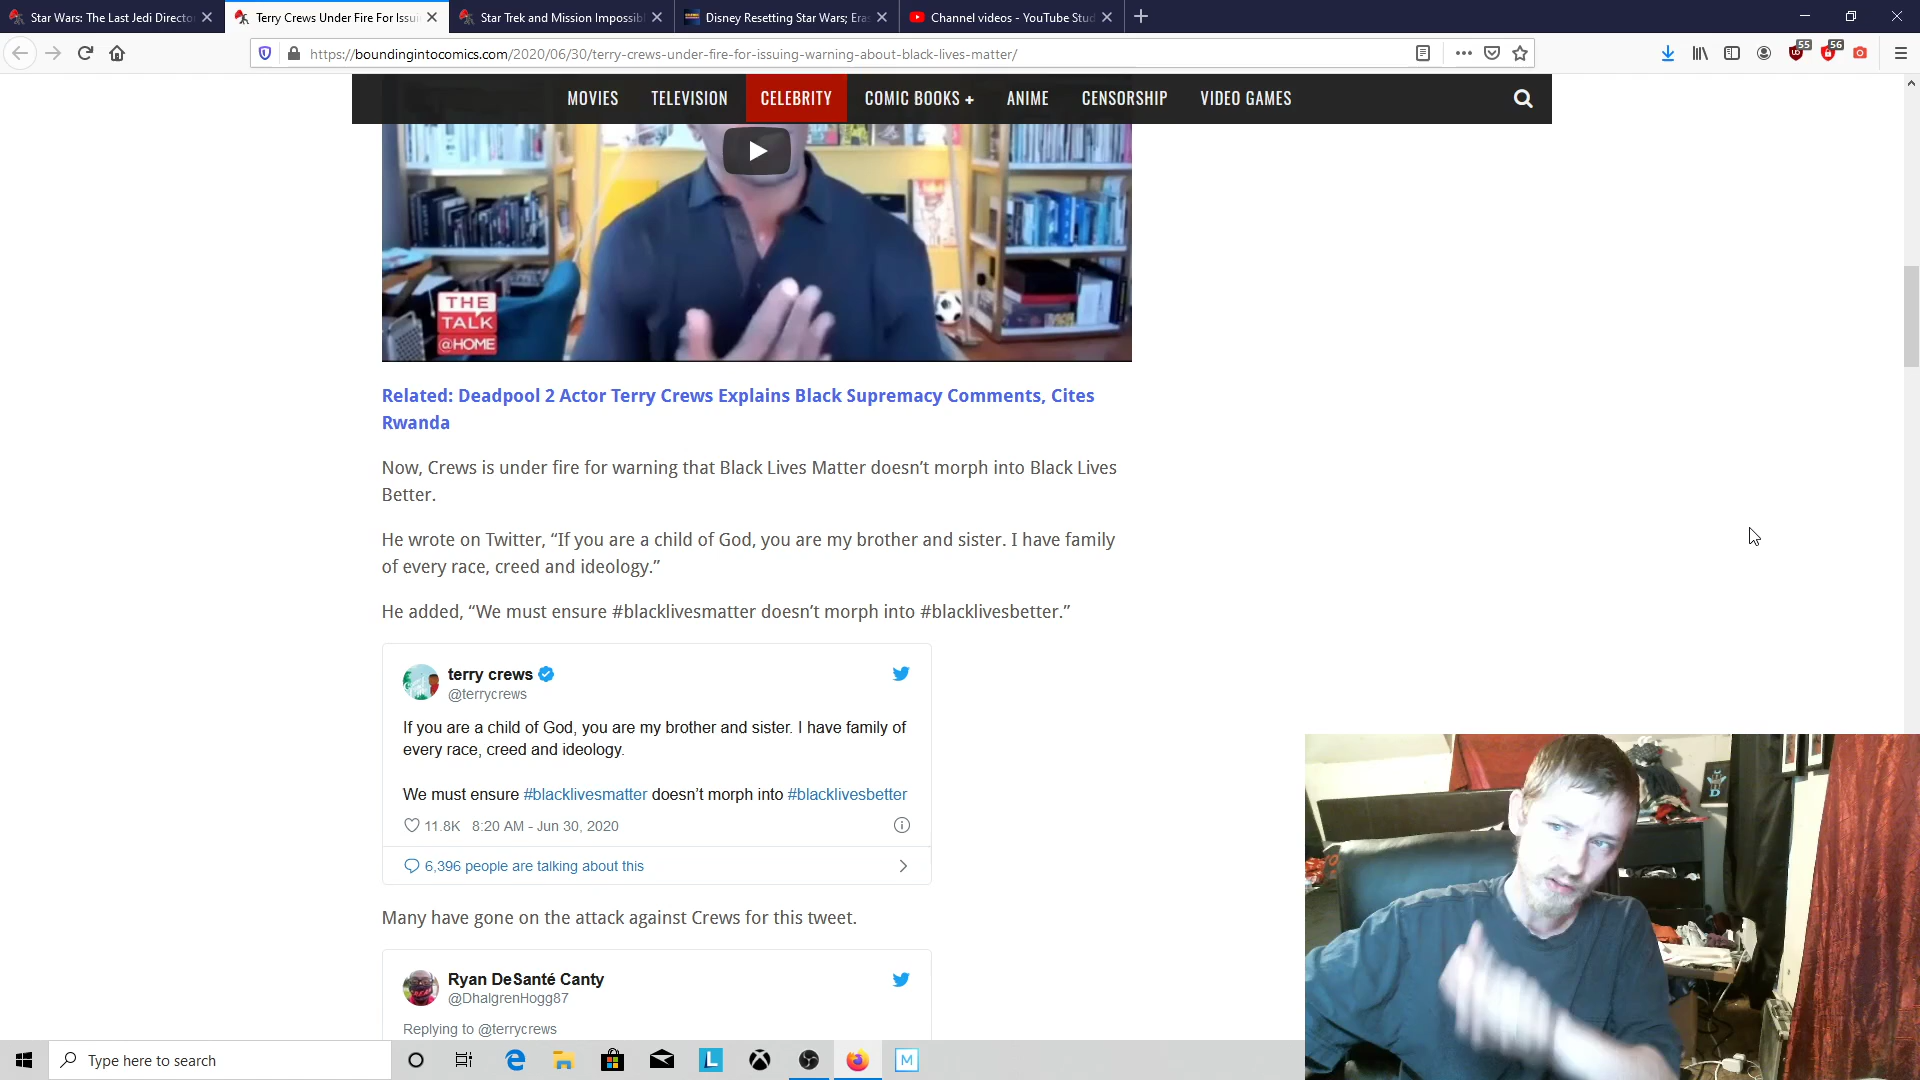 Star Wars: The Last Jedi Directo
Terry Crews Under Fire For Issui
Star Trek and Mission Impossib
Disney Resetting Star Wars; Era
Channel videos - YouTube Stud
https://boundingintocomics.com/2020/06/30/terry-crews-under-fire-for-issuing-warning-about-black-lives-matter/
55
56
MOVIES TELEVISION CELEBRITY COMIC BOOKS + ANIME CENSORSHIP VIDEO GAMES
THE
TALK
@HOME
Related: Deadpool 2 Actor Terry Crews Explains Black Supremacy Comments, Cites
Rwanda
Now, Crews is under fire for warning that Black Lives Matter doesn’t morph into Black Lives
Better.
He wrote on Twitter, “If you are a child of God, you are my brother and sister. I have family
of every race, creed and ideology.”
He added, “We must ensure #blacklivesmatter doesn’t morph into #blacklivesbetter.”
terry crews
@terrycrews
If you are a child of God, you are my brother and sister. I have family of
every race, creed and ideology.
We must ensure #blacklivesmatter doesn’t morph into #blacklivesbetter
11.8K 8:20 AM - Jun 30, 2020
6,396 people are talking about this
Many have gone on the attack against Crews for this tweet.
Ryan DeSanté Canty
@DhalgrenHogg87
Replying to @terrycrews
Type here to search
L
M